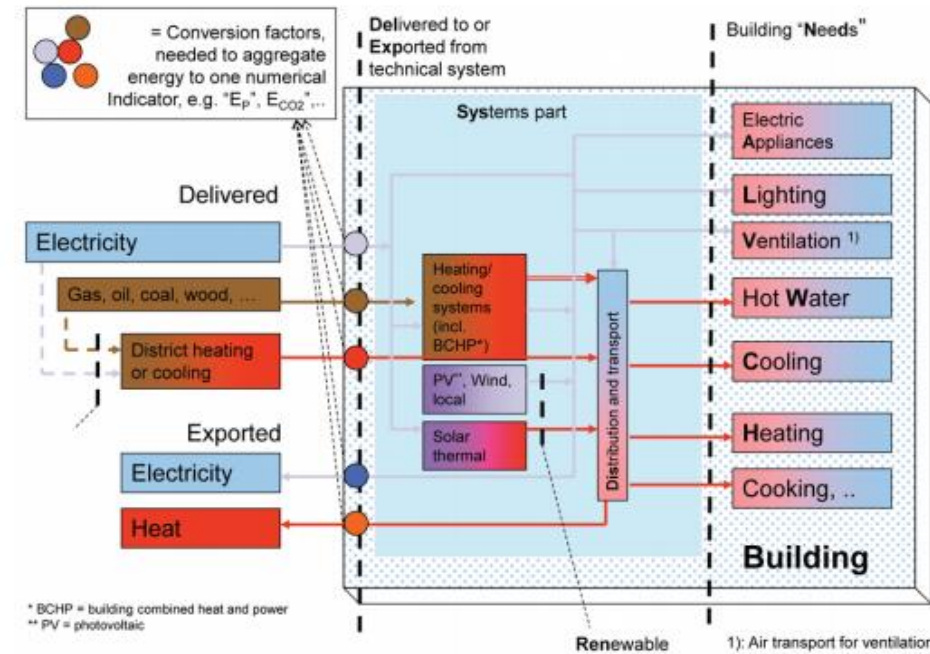 = Conversion factors,
needed to aggregate
energy to one numerical
Indicator, e.g. “E_P”, E_CO2”,..
Delivered to or
Exported from
technical system
Building “Needs”
Systems part
Electric
Appliances
Lighting
Ventilation 1)
Hot Water
Cooling
Heating
Cooking, ..
Building
Delivered
Electricity
Gas, oil, coal, wood, ...
District heating
or cooling
Exported
Electricity
Heat
Heating/
cooling
systems
(incl.
BCHP*)
PV**, Wind,
local
Solar
thermal
Distribution and transport
* BCHP = building combined heat and power
** PV = photovoltaic
Renewable
1): Air transport for ventilation